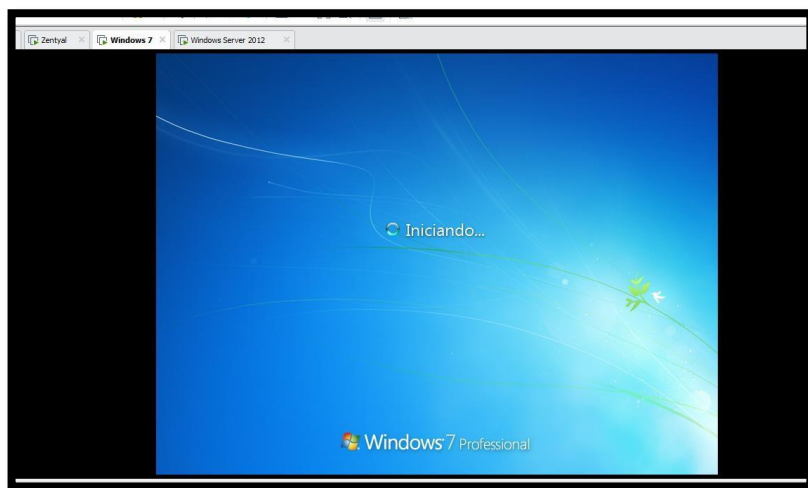 Zentyal
Windows 7
Windows Server 2012
Iniciando...
Windows 7 Professional